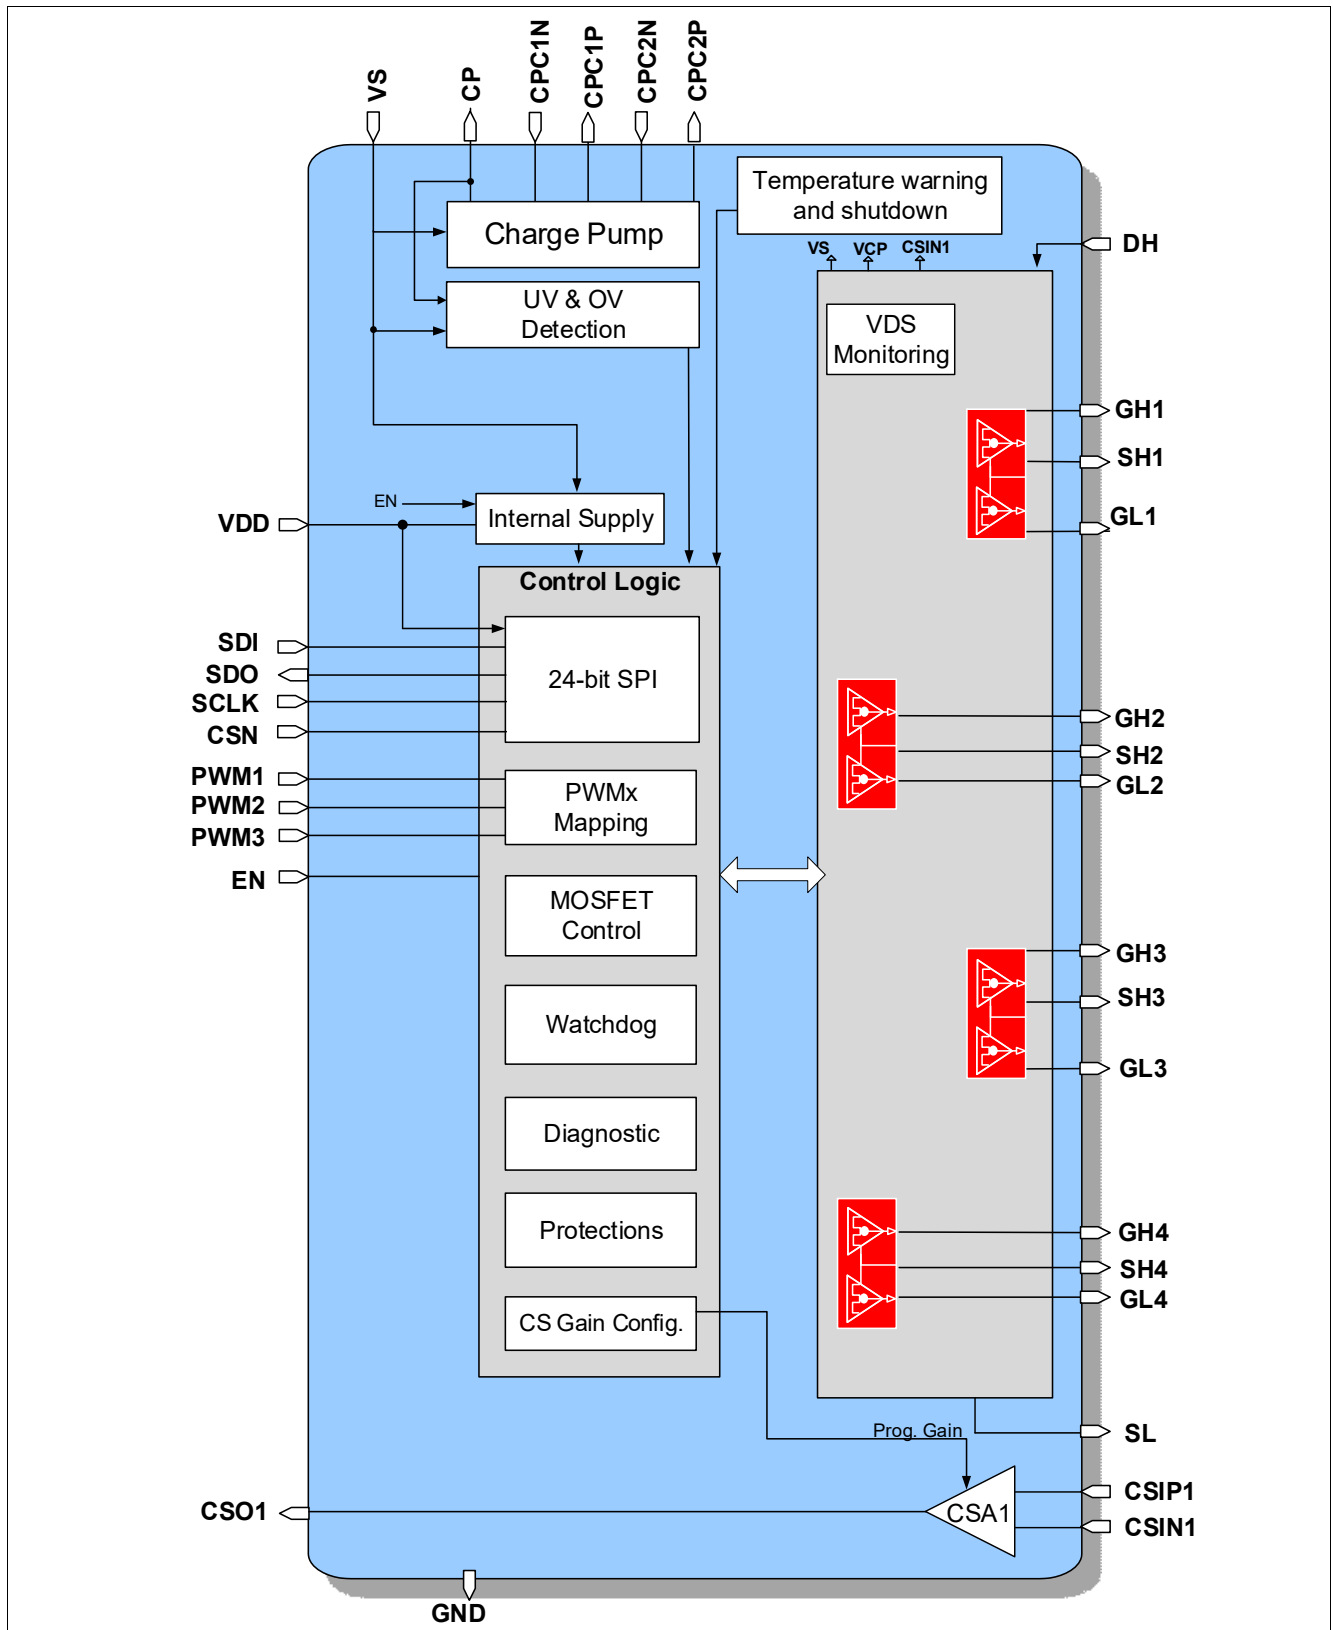 VS
CP
CPC1N
CPC1P
CPC2N
CPC2P
Temperature warning
and shutdown
Charge Pump
VS
VCP
CSIN1
DH
UV & OV
Detection
VDS
Monitoring
GH1
SH1
GL1
EN
VDD
Internal Supply
Control Logic
SDI
SDO
SCLK
CSN
24-bit SPI
GH2
SH2
GL2
PWM1
PWM2
PWM3
PWMx
Mapping
EN
MOSFET
Control
GH3
SH3
GL3
Watchdog
Diagnostic
Protections
GH4
SH4
GL4
CS Gain Config.
Prog. Gain
SL
CSO1
CSA1
CSIP1
CSIN1
GND